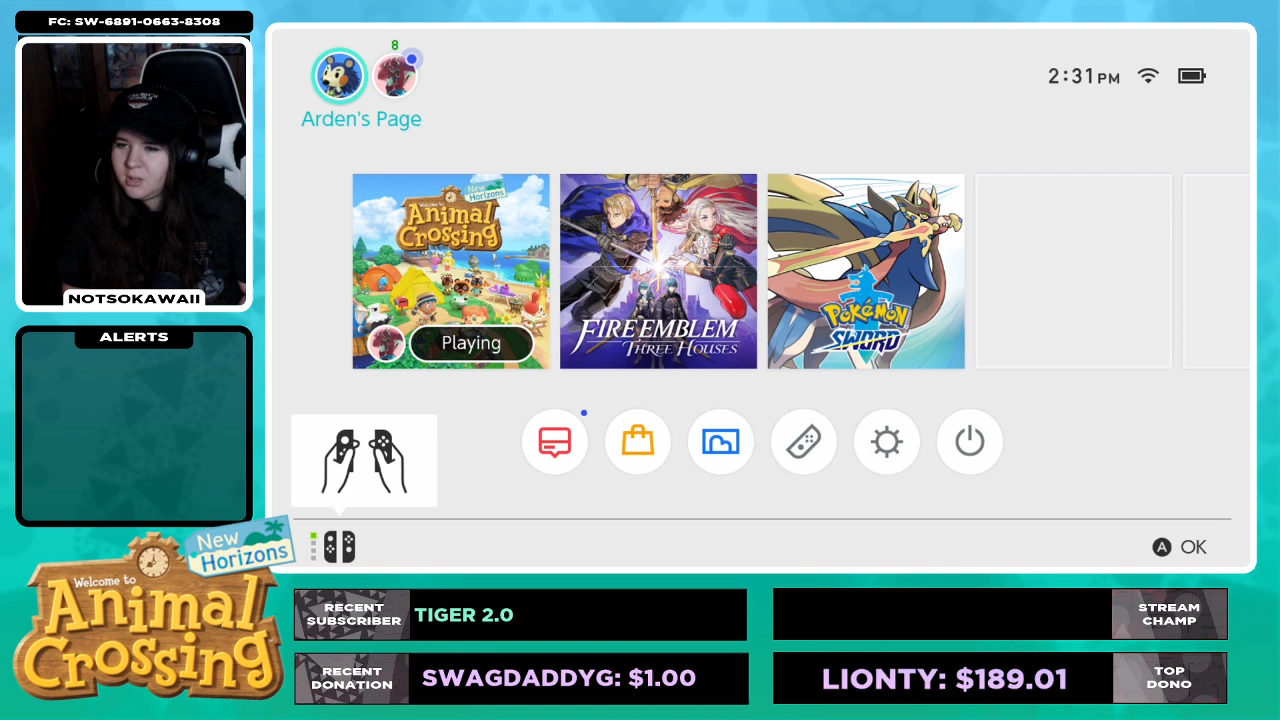 FC: SW-6891-0663-8308
NOTSOKAWAII
ALERTS
8
Arden's Page
2:31 PM
Welcome to
New
Horizons
Animal
Crossing
Playing
FIRE EMBLEM
THREE HOUSES
POKÉMON
SWORD
A OK
New
Horizons
Welcome to
Animal
Crossing
RECENT
SUBSCRIBER
TIGER 2.0
STREAM
CHAMP
RECENT
DONATION
SWAGDADDYG: $1.00
LIONTY: $189.01
TOP
DONO